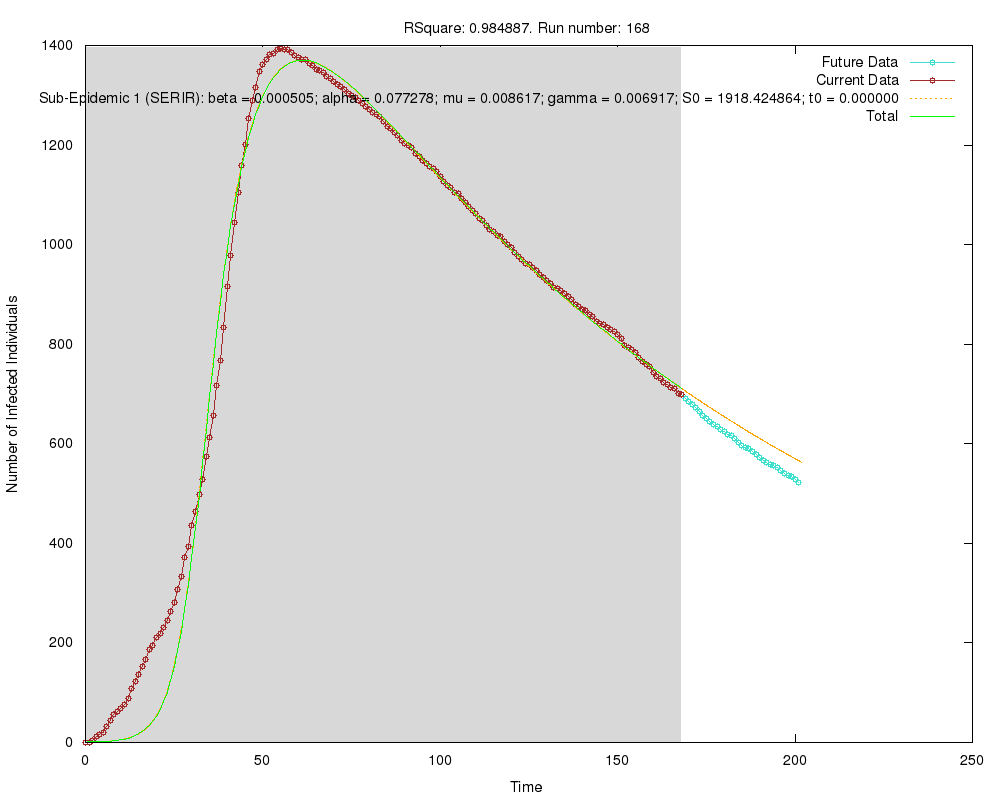 RSquare: 0.984887. Run number: 168
Future Data
Current Data
Sub-Epidemic 1 (SERIR): beta = 0.000505; alpha = 0.077278; mu = 0.008617; gamma = 0.006917; S0 = 1918.424864; t0 = 0.000000
Total
1400
1200
1000
800
600
400
200
0
Number of Infected Individuals
0 50 100 150 200 250
Time